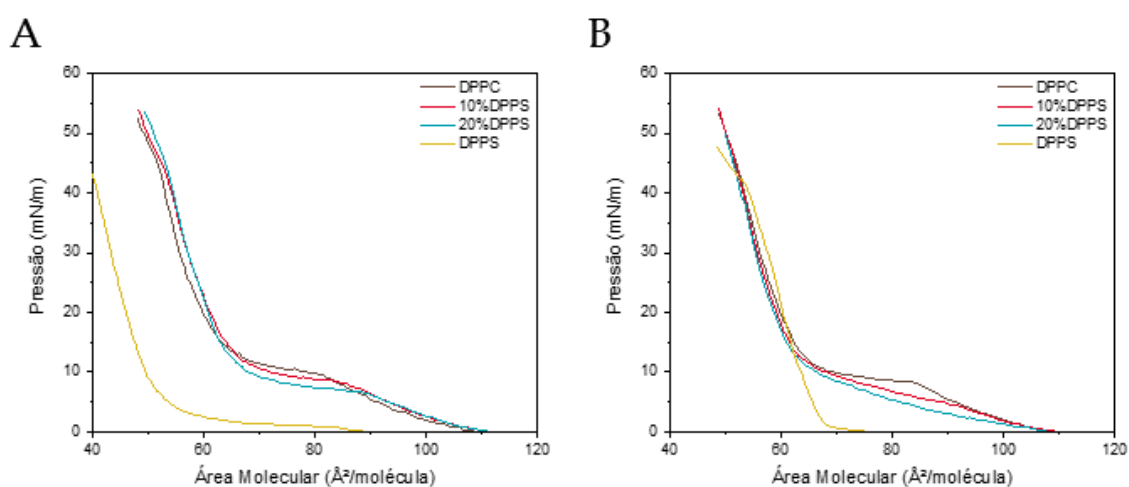 A
B
60
50
40
30
20
10
0
Pressão (mN/m)
DPPC
10%DPPS
20%DPPS
DPPS
40
60
80
100
120
Área Molecular (Å²/molécula)
60
50
40
30
20
10
0
Pressão (mN/m)
DPPC
10%DPPS
20%DPPS
DPPS
40
60
80
100
120
Área Molecular (Å²/molécula)